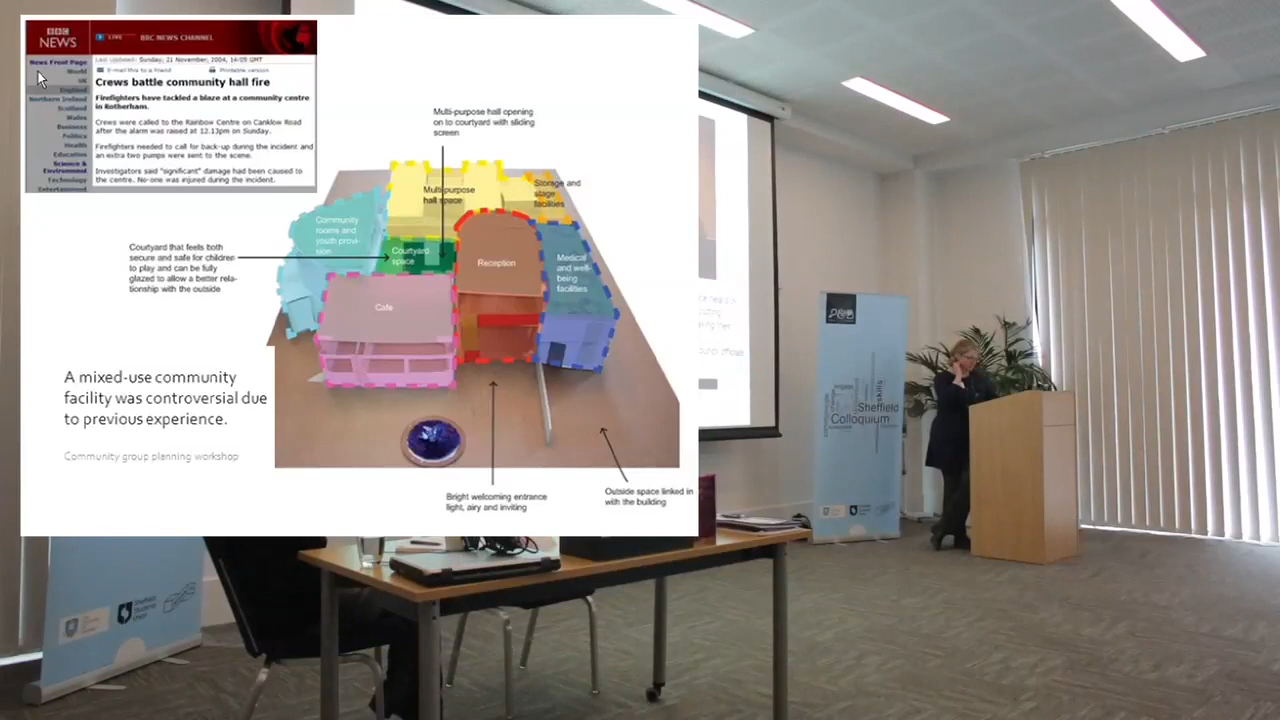 BBC
NEWS
LIVE BBC NEWS CHANNEL
News Front Page
World
UK
England
Northern Ireland
Scotland
Wales
Business
Politics
Health
Education
Science &
Environment
Technology
Entertainment
Last Updated: Sunday, 21 November, 2004, 14:05 GMT
E-mail this to a friend
Printable version
Crews battle community hall fire
Firefighters have tackled a blaze at a community centre
in Rotherham.
Crews were called to the Rainbow Centre on Canklow Road
after the alarm was raised at 12.13pm on Sunday.
Firefighters needed to call for back-up during the incident and
an extra two pumps were sent to the scene.
Investigators said "significant" damage had been caused to
the centre. No-one was injured during the incident.
Multi-purpose hall opening
on to courtyard with sliding
screen
Multi-purpose
hall space
Storage and
stage
facilities
Community
rooms and
youth provi-
sion
Courtyard
space
Reception
Medical
and well-
being
facilities
Cafe
Courtyard that feels both
secure and safe for children
to play and can be fully
glazed to allow a better rela-
tionship with the outside
A mixed-use community
facility was controversial due
to previous experience.
Community group planning workshop
Bright welcoming entrance
light, airy and inviting
Outside space linked in
with the building
skills
Sheffield
Colloquium